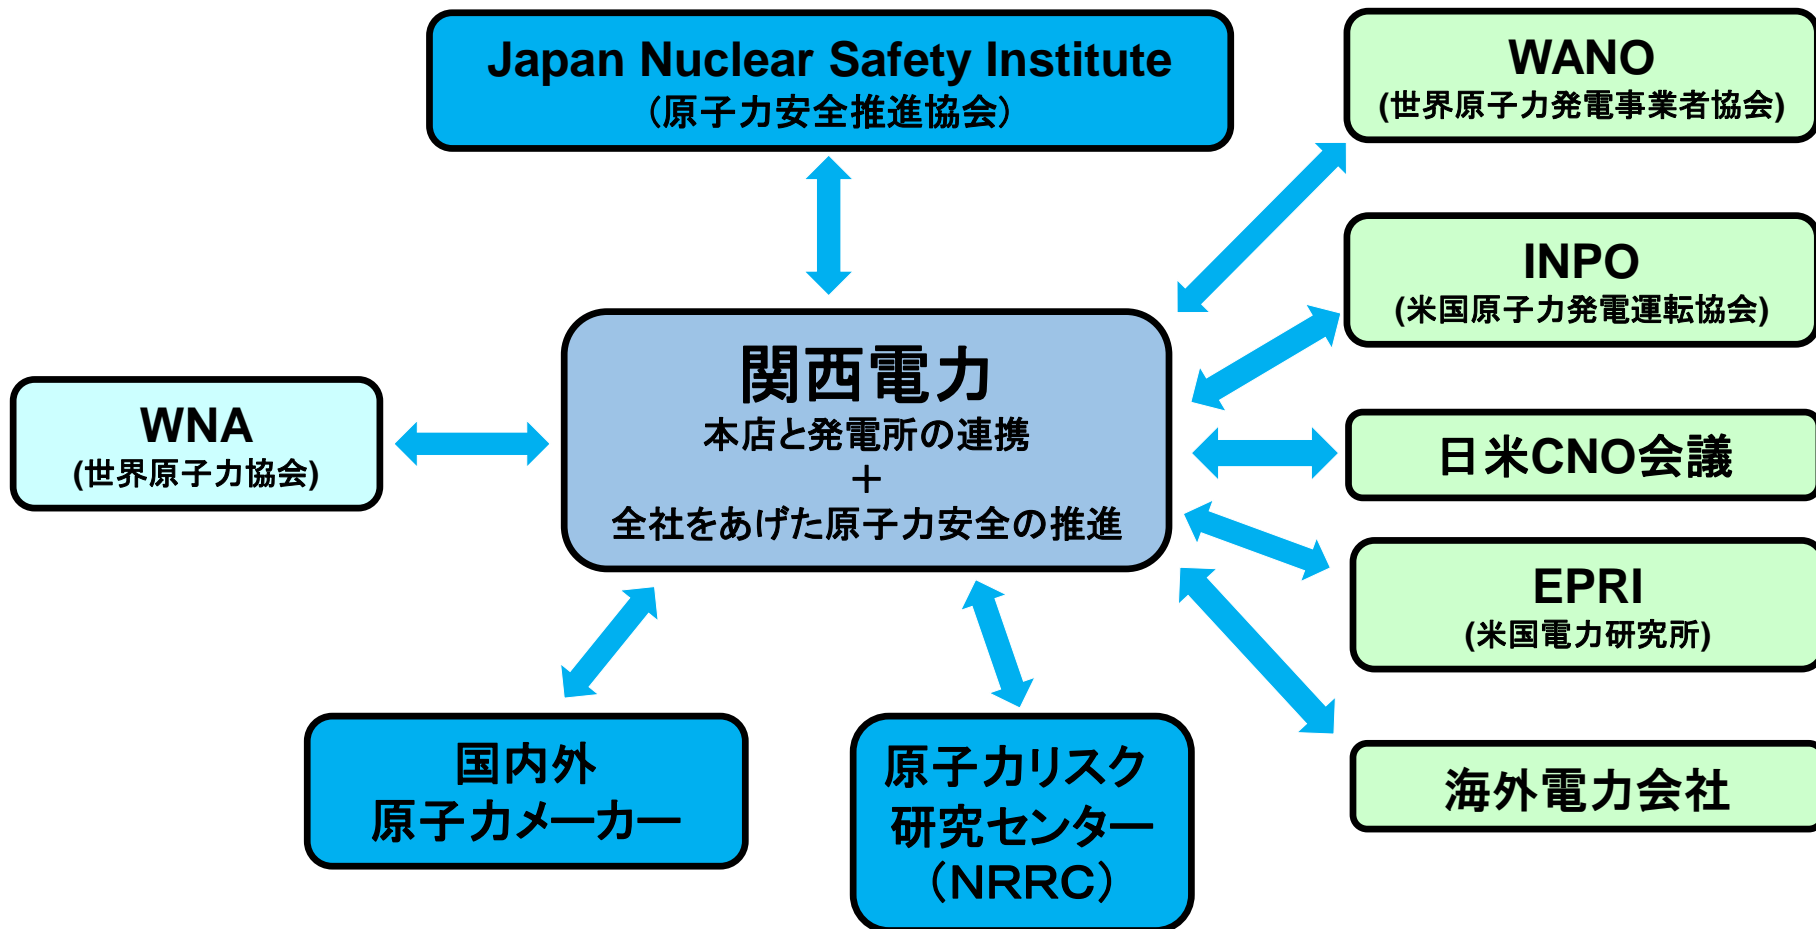 Japan Nuclear Safety Institute
(原子力安全推進協会)
WANO
(世界原子力発電事業者協会)
INPO
(米国原子力発電運転協会)
関西電力
本店と発電所の連携
+
全社をあげた原子力安全の推進
WNA
(世界原子力協会)
日米CNO会議
EPRI
(米国電力研究所)
海外電力会社
国内外
原子力メーカー
原子力リスク
研究センター
（NRRC）